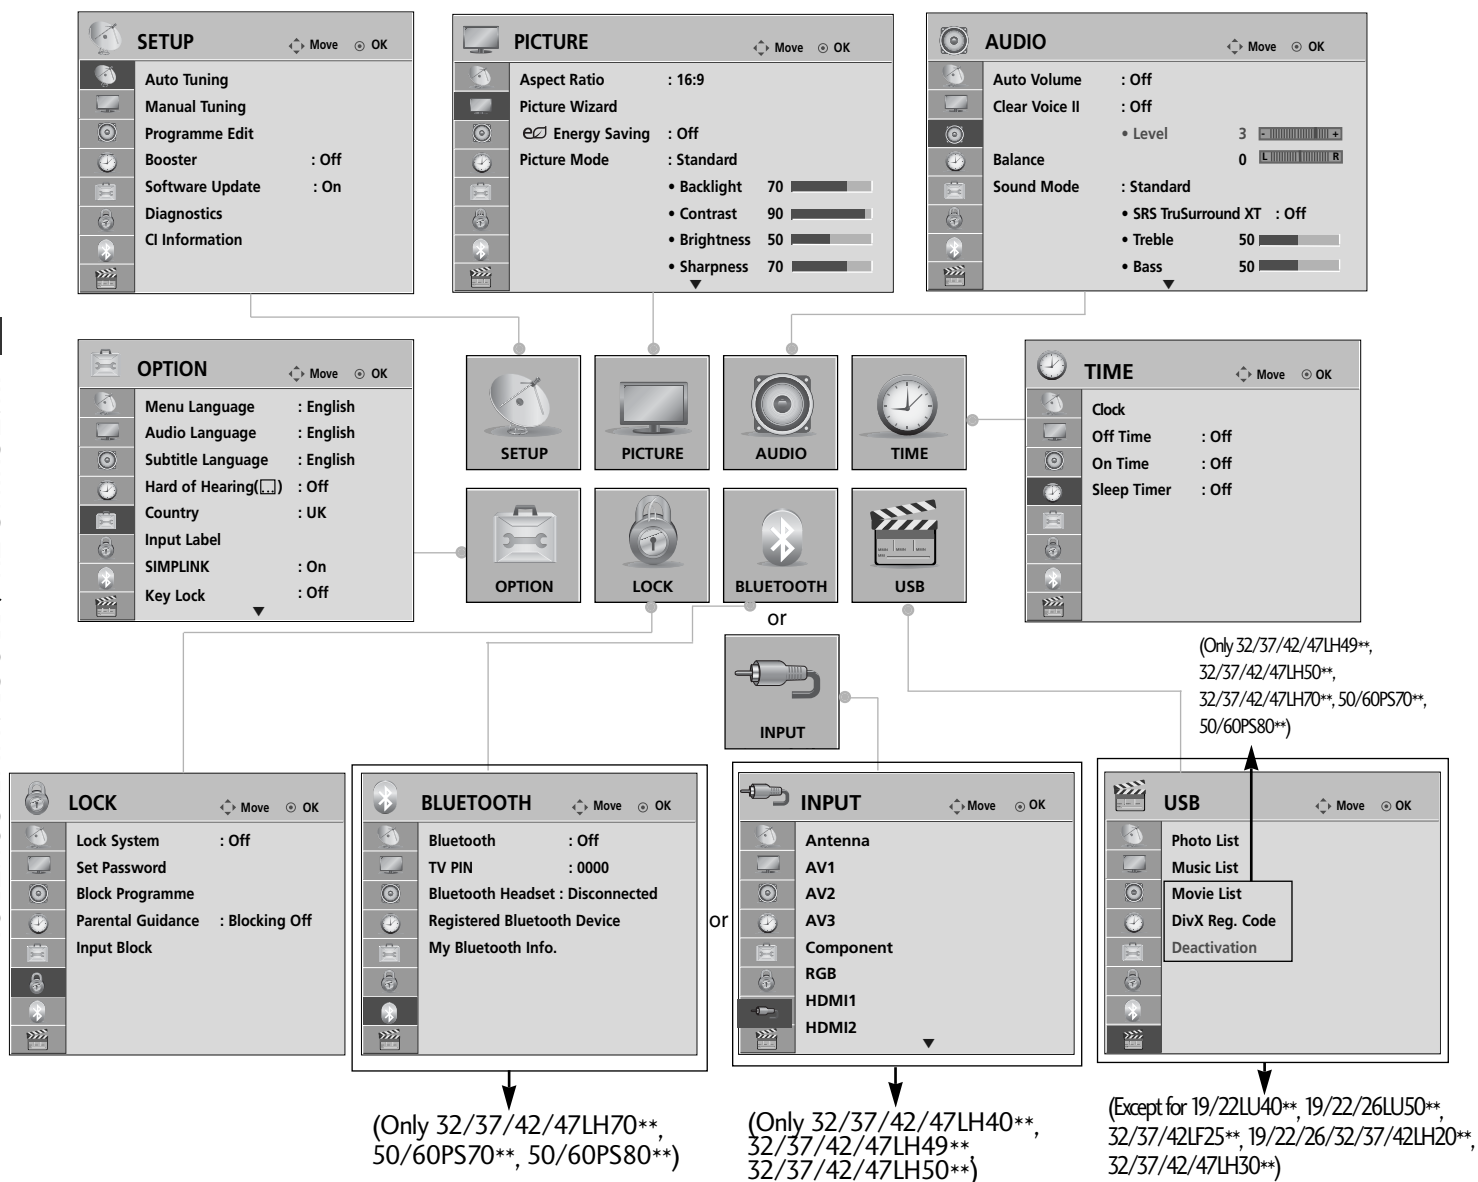 SETUP Move OK
Auto Tuning
Manual Tuning
Programme Edit
Booster : Off
Software Update : On
Diagnostics
CI Information
PICTURE Move OK
Aspect Ratio : 16:9
Picture Wizard
Energy Saving : Off
Picture Mode : Standard
• Backlight 70
• Contrast 90
• Brightness 50
• Sharpness 70
AUDIO Move OK
Auto Volume : Off
Clear Voice II : Off
• Level 3 - +
Balance 0 L R
Sound Mode : Standard
• SRS TruSurround XT : Off
• Treble 50
• Bass 50
OPTION Move OK
Menu Language : English
Audio Language : English
Subtitle Language : English
Hard of Hearing( ) : Off
Country : UK
Input Label
SIMPLINK : On
Key Lock : Off
SETUP
PICTURE
AUDIO
TIME
OPTION
LOCK
BLUETOOTH
USB
or
INPUT
TIME Move OK
Clock
Off Time : Off
On Time : Off
Sleep Timer : Off
(Only 32/37/42/47LH49**,
32/37/42/47LH50**,
32/37/42/47LH70**, 50/60PS70**,
50/60PS80**)
LOCK Move OK
Lock System : Off
Set Password
Block Programme
Parental Guidance : Blocking Off
Input Block
BLUETOOTH Move OK
Bluetooth : Off
TV PIN : 0000
Bluetooth Headset : Disconnected
Registered Bluetooth Device
My Bluetooth Info.
or
INPUT Move OK
Antenna
AV1
AV2
AV3
Component
RGB
HDMI1
HDMI2
USB Move OK
Photo List
Music List
Movie List
DivX Reg. Code
Deactivation
(Only 32/37/42/47LH70**,
50/60PS70**, 50/60PS80**)
(Only 32/37/42/47LH40**,
32/37/42/47LH49**,
32/37/42/47LH50**)
(Except for 19/22LU40**, 19/22/26LU50**,
32/37/42LF25**, 19/22/26/32/37/42LH20**,
32/37/42/47LH30**)